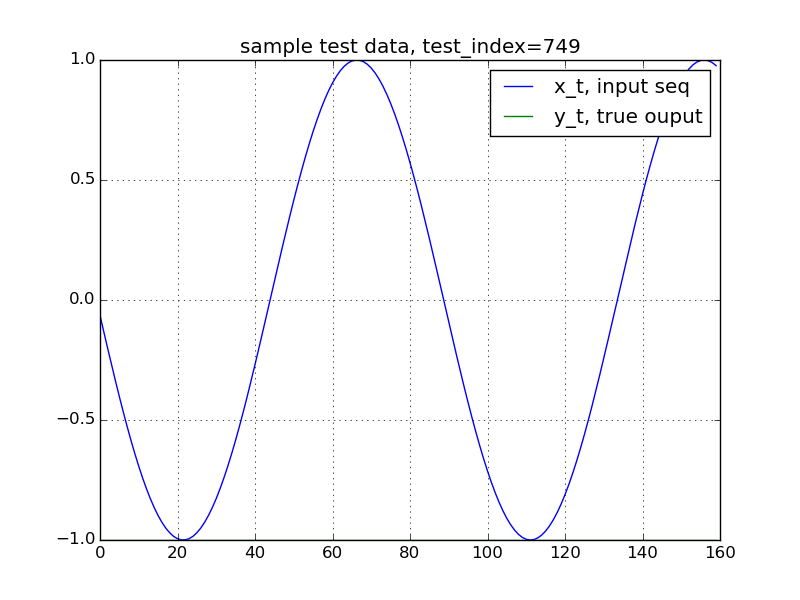 sample test data, test_index=749
x_t, input seq
y_t, true ouput
1.0
0.5
0.0
−0.5
−1.0
0 20 40 60 80 100 120 140 160